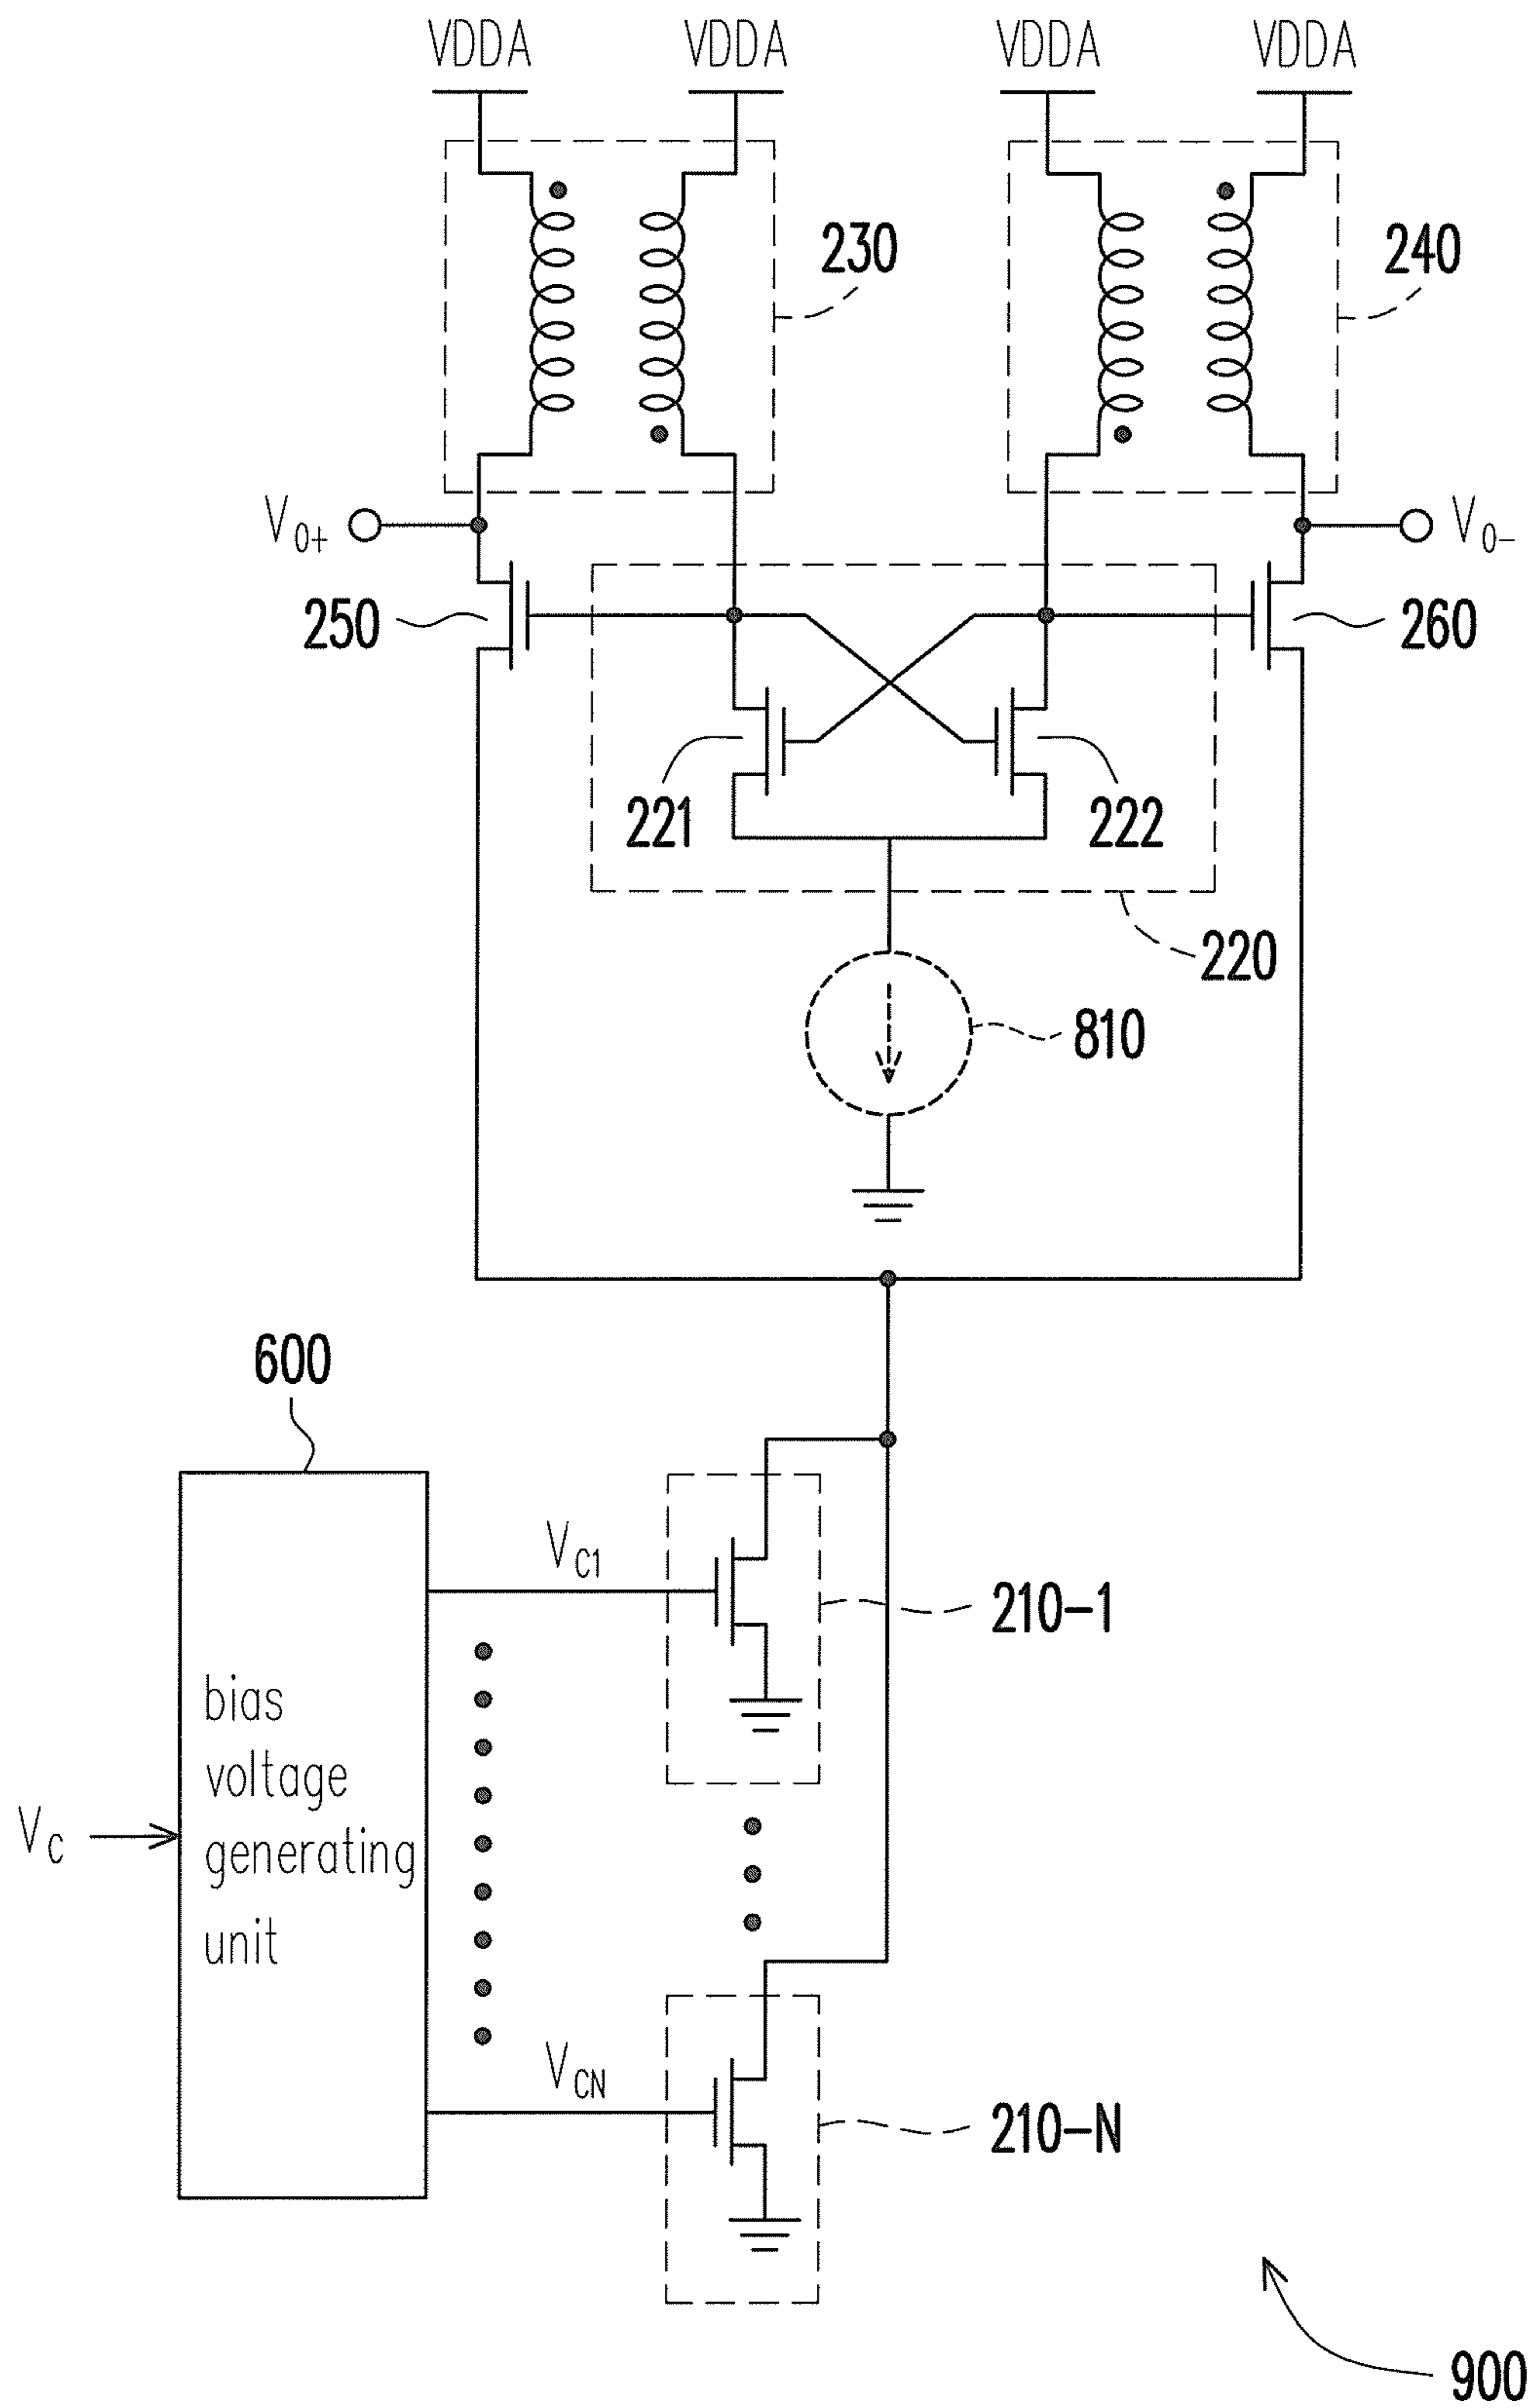 VDDA VDDA VDDA VDDA
230
240
V0+
V0-
250
260
221
222
220
810
600
VC1
210-1
bias
voltage
generating
unit
VC
VCN
210-N
900